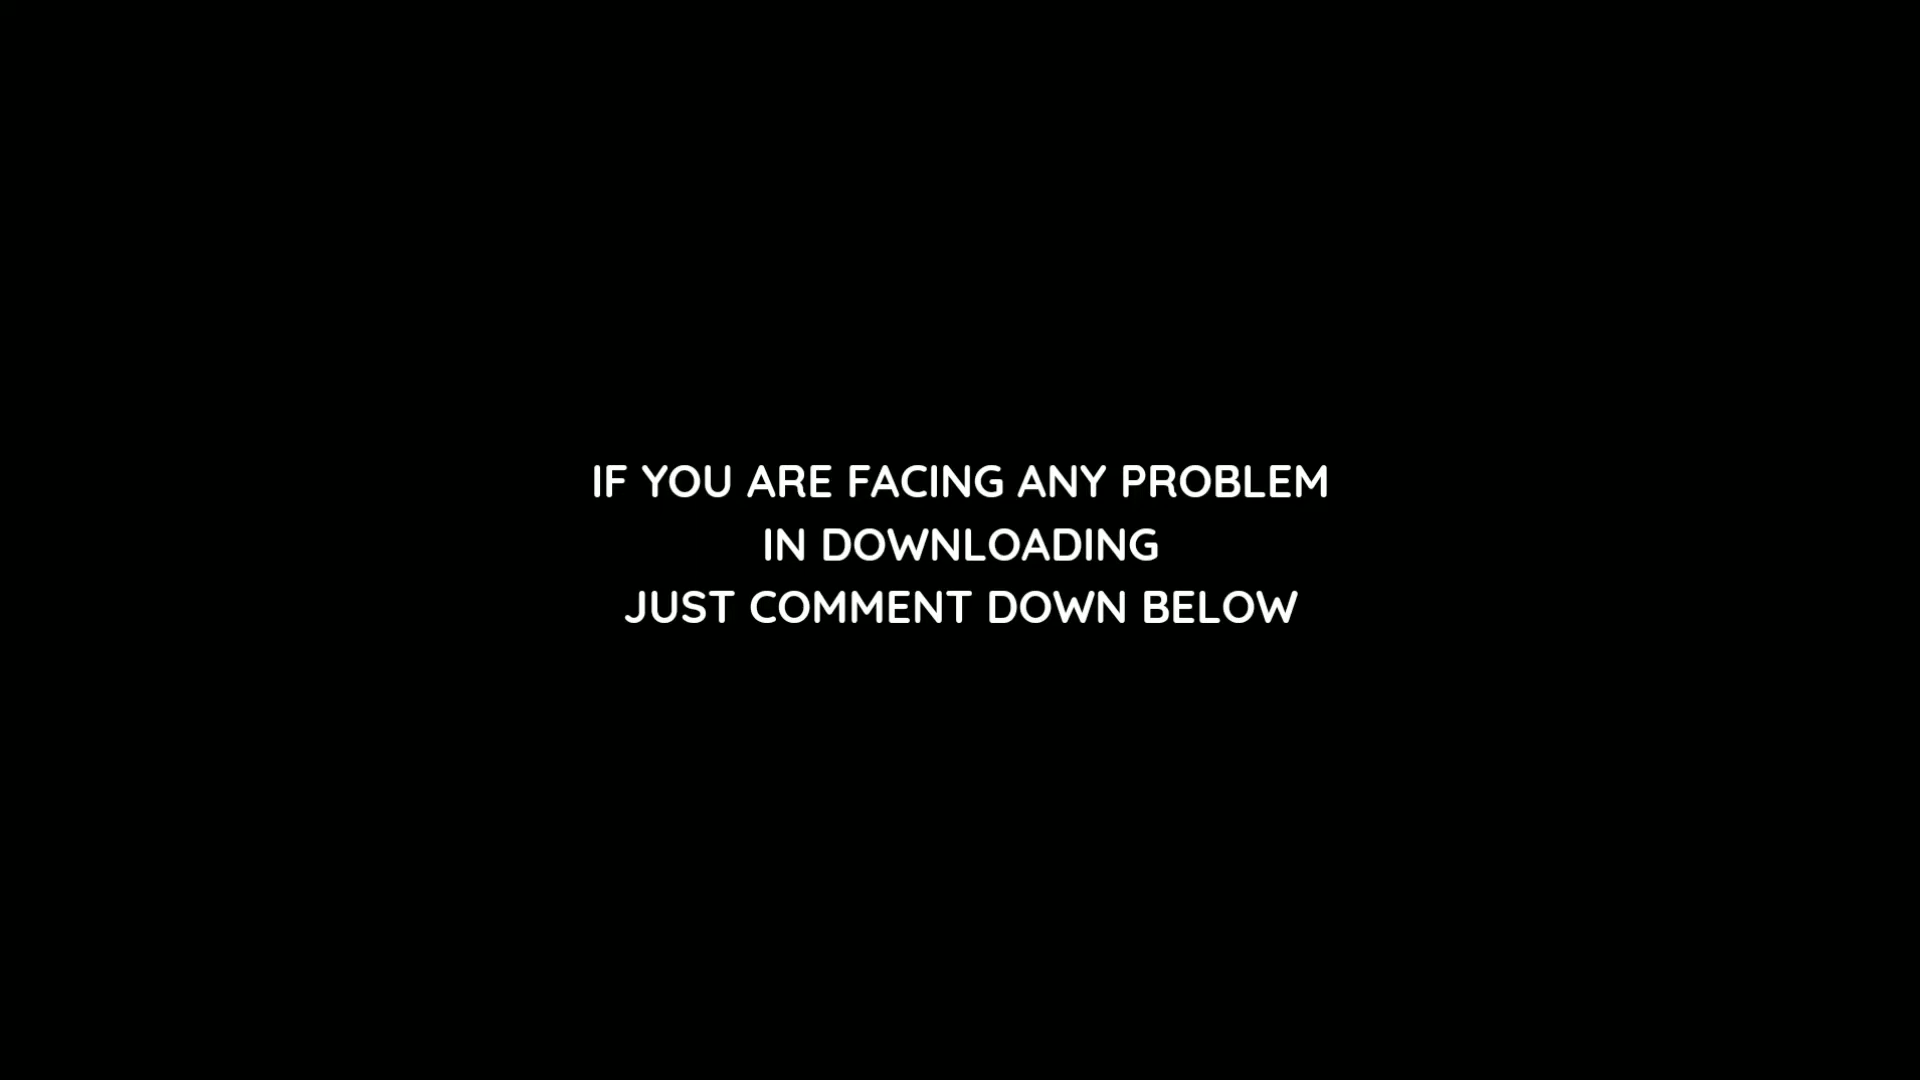 IF YOU ARE FACING ANY PROBLEM
IN DOWNLOADING
JUST COMMENT DOWN BELOW